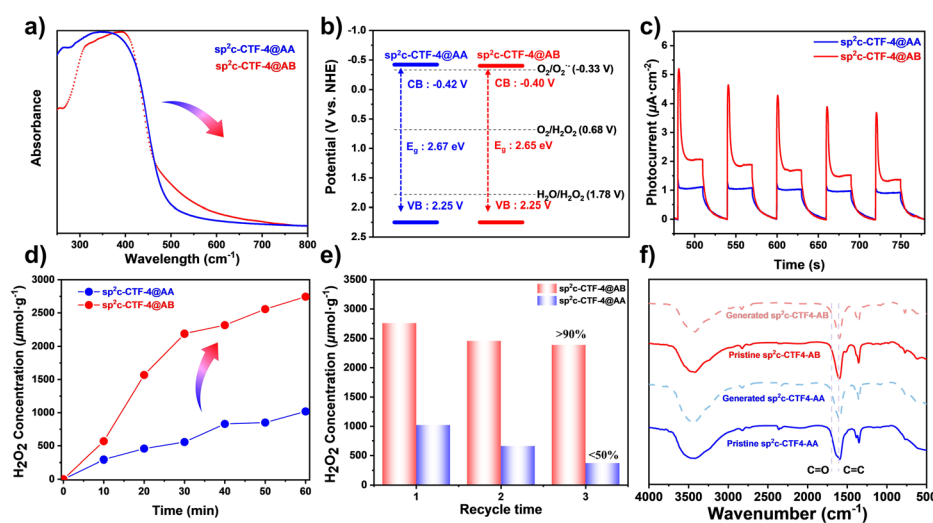 a)
sp²c-CTF-4@AA
sp²c-CTF-4@AB
Absorbance
300 400 500 600 700 800
Wavelength (cm⁻¹)
b)
Potential (V vs. NHE)
-1.0
-0.5
0.0
0.5
1.0
1.5
2.0
2.5
sp²c-CTF-4@AA sp²c-CTF-4@AB
O₂/O₂˙⁻ (-0.33 V)
CB : -0.42 V CB : -0.40 V
O₂/H₂O₂ (0.68 V)
Eg : 2.67 eV Eg : 2.65 eV
H₂O/H₂O₂ (1.78 V)
VB : 2.25 V VB : 2.25 V
c)
sp²c-CTF-4@AA
sp²c-CTF-4@AB
Photocurrent (μA·cm⁻²)
6
5
4
3
2
1
0
500 550 600 650 700 750
Time (s)
d)
sp²c-CTF-4@AA
sp²c-CTF-4@AB
H₂O₂ Concentration (μmol·g⁻¹)
3000
2500
2000
1500
1000
500
0
0 10 20 30 40 50 60
Time (min)
e)
sp²c-CTF-4@AB
sp²c-CTF-4@AA
H₂O₂ Concentration (μmol·g⁻¹)
3000
2500
2000
1500
1000
500
0
>90%
<50%
1 2 3
Recycle time
f)
Generated sp²c-CTF4-AB
Pristine sp²c-CTF4-AB
Generated sp²c-CTF4-AA
Pristine sp²c-CTF4-AA
C=O C=C
4000 3500 3000 2500 2000 1500 1000 500
Wavenumber (cm⁻¹)